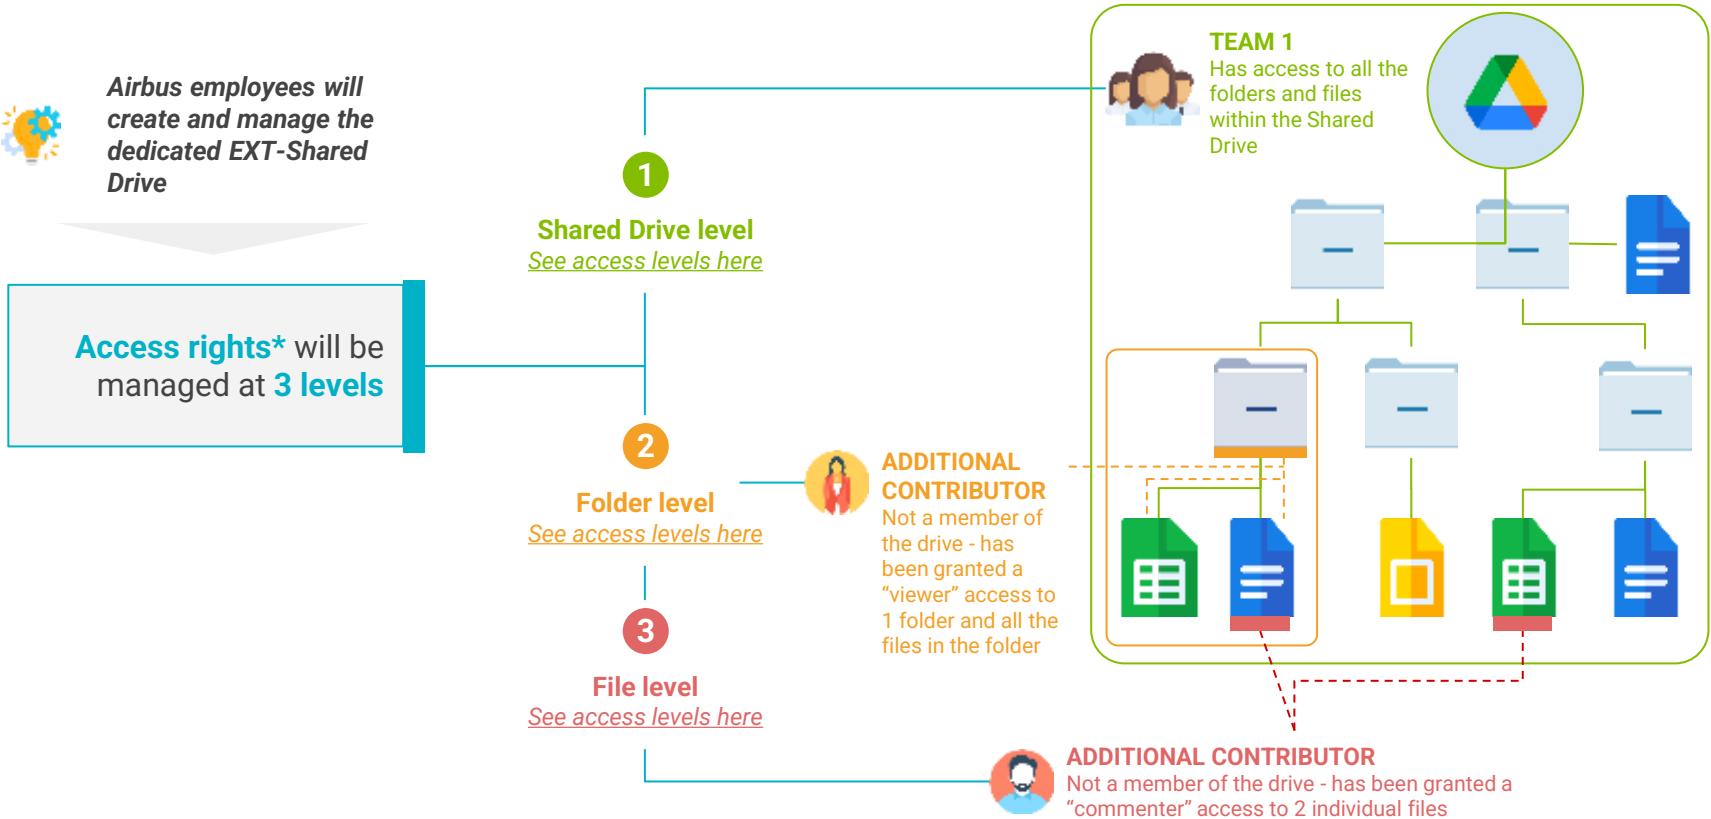 Airbus employees will
create and manage the
dedicated EXT-Shared
Drive
Access rights* will be
managed at 3 levels
1
Shared Drive level
See access levels here
2
Folder level
See access levels here
3
File level
See access levels here
TEAM 1
Has access to all the
folders and files
within the Shared
Drive
ADDITIONAL
CONTRIBUTOR
Not a member of
the drive - has
been granted a
“viewer” access to
1 folder and all the
files in the folder
ADDITIONAL CONTRIBUTOR
Not a member of the drive - has been granted a
“commenter” access to 2 individual files